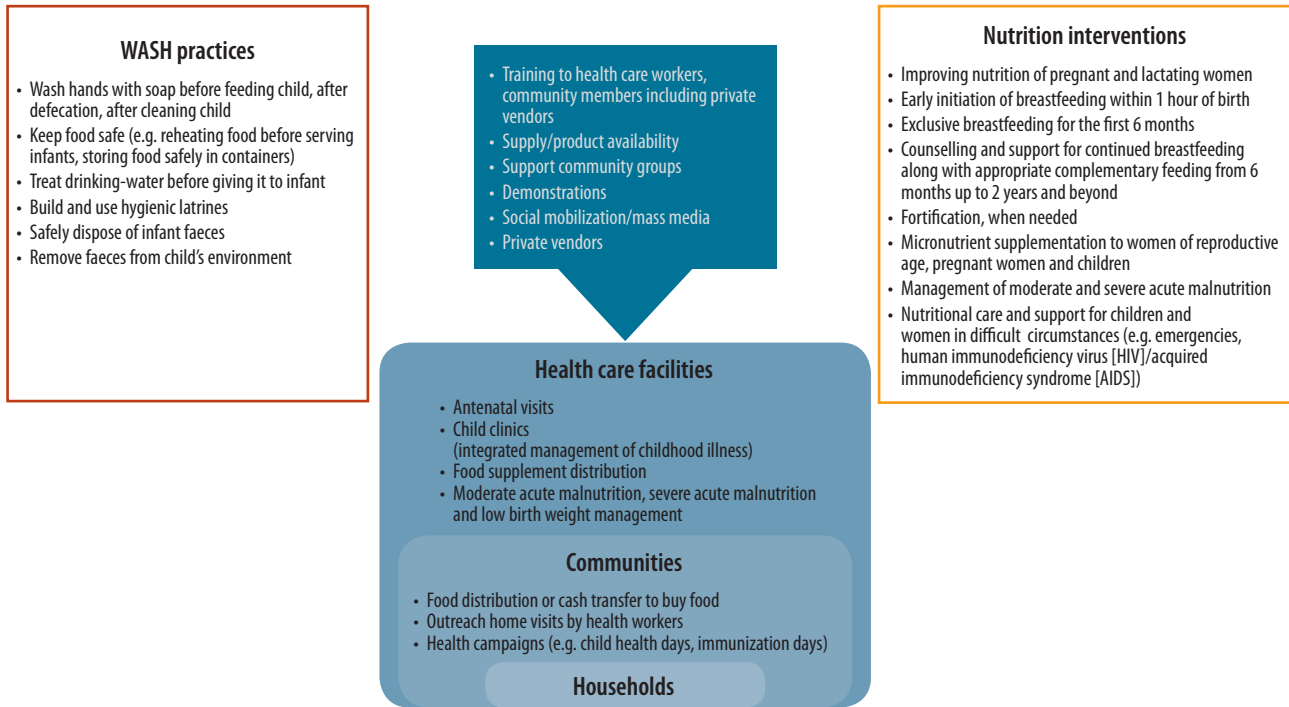 WASH practices
• Wash hands with soap before feeding child, after
defecation, after cleaning child
• Keep food safe (e.g. reheating food before serving
infants, storing food safely in containers)
• Treat drinking-water before giving it to infant
• Build and use hygienic latrines
• Safely dispose of infant faeces
• Remove faeces from child's environment
• Training to health care workers,
community members including private
vendors
• Supply/product availability
• Support community groups
• Demonstrations
• Social mobilization/mass media
• Private vendors
Health care facilities
• Antenatal visits
• Child clinics
(integrated management of childhood illness)
• Food supplement distribution
• Moderate acute malnutrition, severe acute malnutrition
and low birth weight management
Communities
• Food distribution or cash transfer to buy food
• Outreach home visits by health workers
• Health campaigns (e.g. child health days, immunization days)
Households
Nutrition interventions
• Improving nutrition of pregnant and lactating women
• Early initiation of breastfeeding within 1 hour of birth
• Exclusive breastfeeding for the first 6 months
• Counselling and support for continued breastfeeding
along with appropriate complementary feeding from 6
months up to 2 years and beyond
• Fortification, when needed
• Micronutrient supplementation to women of reproductive
age, pregnant women and children
• Management of moderate and severe acute malnutrition
• Nutritional care and support for children and
women in difficult circumstances (e.g. emergencies,
human immunodeficiency virus [HIV]/acquired
immunodeficiency syndrome [AIDS])